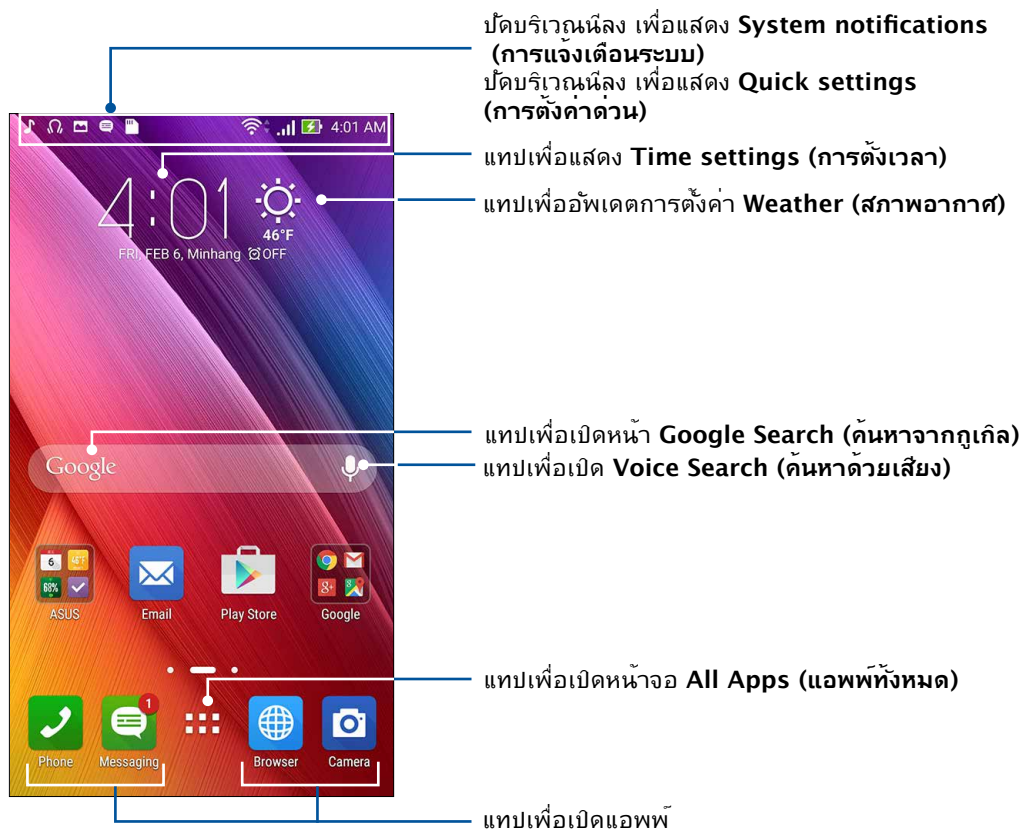 ปัดบริเวณนี้ลง เพื่อแสดง System notifications
(การแจ้งเตือนระบบ)
ปัดบริเวณนี้ลง เพื่อแสดง Quick settings
(การตั้งค่าด่วน)
4:01 AM
แทปเพื่อแสดง Time settings (การตั้งเวลา)
4:01
แทปเพื่ออัพเดตการตั้งค่า Weather (สภาพอากาศ)
46°F
FRI, FEB 6, Minhang OFF
แทปเพื่อเปิดหน้า Google Search (ค้นหาจากกูเกิล)
Google
แทปเพื่อเปิด Voice Search (ค้นหาด้วยเสียง)
6 46°F
68%
8+
ASUS Email Play Store Google
แทปเพื่อเปิดหน้าจอ All Apps (แอพพ์ทั้งหมด)
1
Phone Messaging Browser Camera
แทปเพื่อเปิดแอพพ์